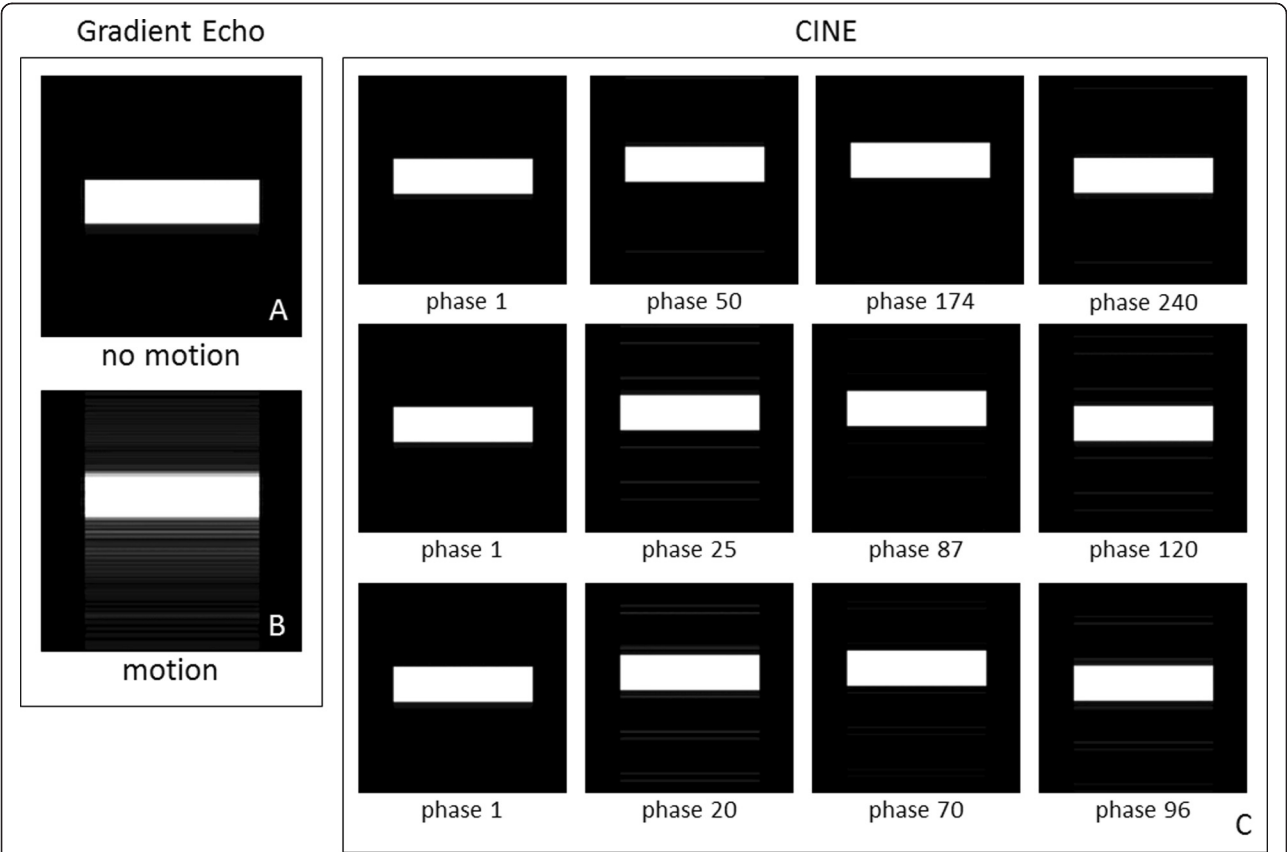 Gradient Echo
A
no motion
B
motion
CINE
phase 1 phase 50 phase 174 phase 240
phase 1 phase 25 phase 87 phase 120
phase 1 phase 20 phase 70 phase 96
C